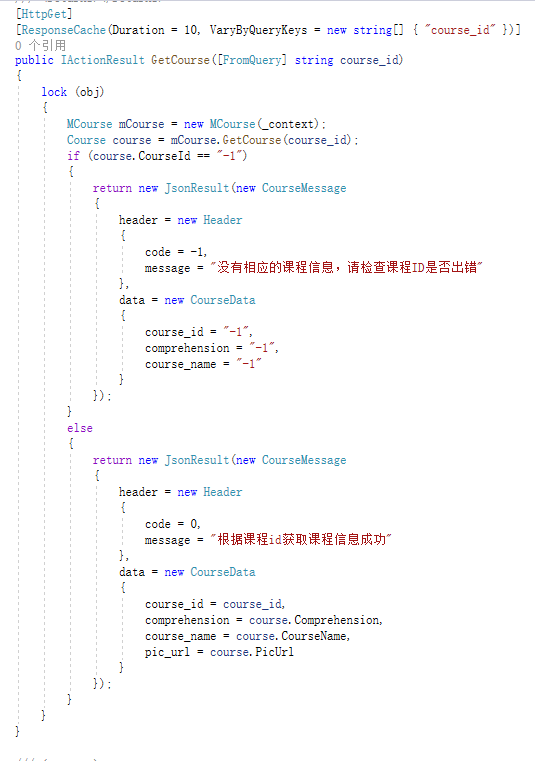 [HttpGet]
[ResponseCache(Duration = 10, VaryByQueryKeys = new string[] { "course_id" })]
0 个引用
public IActionResult GetCourse([FromQuery] string course_id)
{
    lock (obj)
    {
        MCourse mCourse = new MCourse(_context);
        Course course = mCourse.GetCourse(course_id);
        if (course.CourseId == "-1")
        {
            return new JsonResult(new CourseMessage
            {
                header = new Header
                {
                    code = -1,
                    message = "没有相应的课程信息，请检查课程ID是否出错"
                },
                data = new CourseData
                {
                    course_id = "-1",
                    comprehension = "-1",
                    course_name = "-1"
                }
            });
        }
        else
        {
            return new JsonResult(new CourseMessage
            {
                header = new Header
                {
                    code = 0,
                    message = "根据课程id获取课程信息成功"
                },
                data = new CourseData
                {
                    course_id = course_id,
                    comprehension = course.Comprehension,
                    course_name = course.CourseName,
                    pic_url = course.PicUrl
                }
            });
        }
    }
}